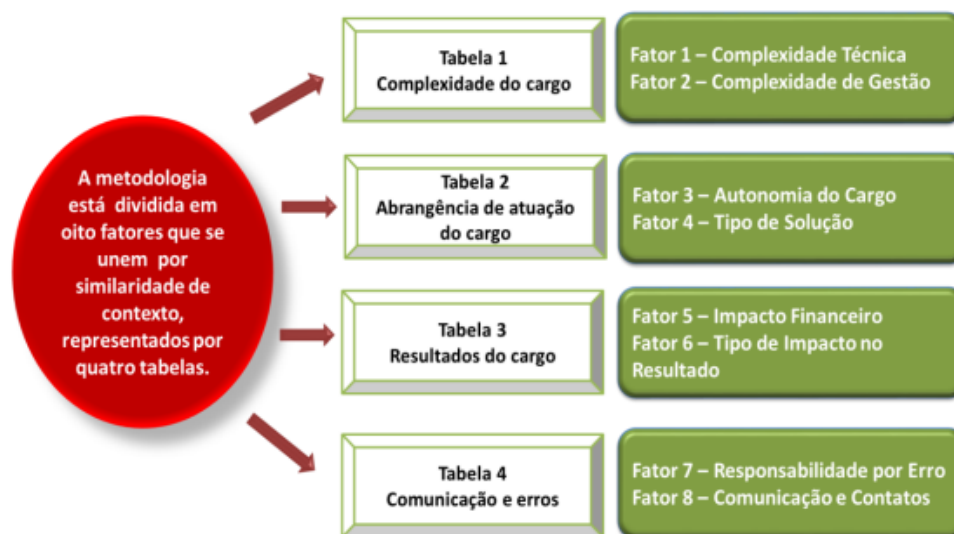 A metodologia
está dividida em
oito fatores que se
unem por
similaridade de
contexto,
representados por
quatro tabelas.
Tabela 1
Complexidade do cargo
Fator 1 – Complexidade Técnica
Fator 2 – Complexidade de Gestão
Tabela 2
Abrangência de atuação
do cargo
Fator 3 – Autonomia do Cargo
Fator 4 – Tipo de Solução
Tabela 3
Resultados do cargo
Fator 5 – Impacto Financeiro
Fator 6 – Tipo de Impacto no
Resultado
Tabela 4
Comunicação e erros
Fator 7 – Responsabilidade por Erro
Fator 8 – Comunicação e Contatos